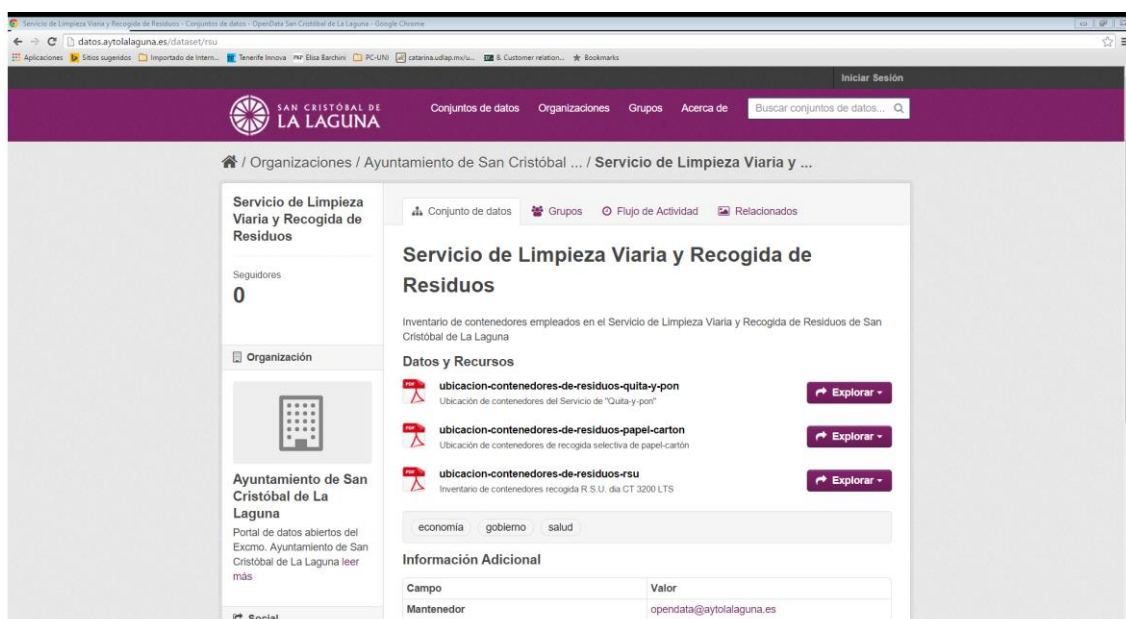 Servicio de Limpieza Viaria y Recogida de Residuos - Conjuntos de datos - OpenData San Cristóbal de La Laguna - Google Chrome
datos.aytolalaguna.es/dataset/rsu
Aplicaciones Sitios sugeridos Importado de Intern... Tenerife Innova Elisa Barchini PC-UNI catarina.udlap.mx/u... 8. Customer relation... Bookmarks
Iniciar Sesión
SAN CRISTÓBAL DE
LA LAGUNA
Conjuntos de datos Organizaciones Grupos Acerca de Buscar conjuntos de datos...
/ Organizaciones / Ayuntamiento de San Cristóbal ... / Servicio de Limpieza Viaria y ...
Servicio de Limpieza
Viaria y Recogida de
Residuos
Seguidores
0
Organización
Ayuntamiento de San
Cristóbal de La
Laguna
Portal de datos abiertos del
Excmo. Ayuntamiento de San
Cristóbal de La Laguna leer
más
Social
Conjunto de datos Grupos Flujo de Actividad Relacionados
Servicio de Limpieza Viaria y Recogida de
Residuos
Inventario de contenedores empleados en el Servicio de Limpieza Viaria y Recogida de Residuos de San
Cristóbal de La Laguna
Datos y Recursos
PDF
ubicacion-contenedores-de-residuos-quita-y-pon
Ubicación de contenedores del Servicio de "Quita-y-pon"
Explorar
PDF
ubicacion-contenedores-de-residuos-papel-carton
Ubicación de contenedores de recogida selectiva de papel-cartón
Explorar
PDF
ubicacion-contenedores-de-residuos-rsu
Inventario de contenedores recogida R.S.U. dia CT 3200 LTS
Explorar
economía gobierno salud
Información Adicional
Campo Valor
Mantenedor opendata@aytolalaguna.es